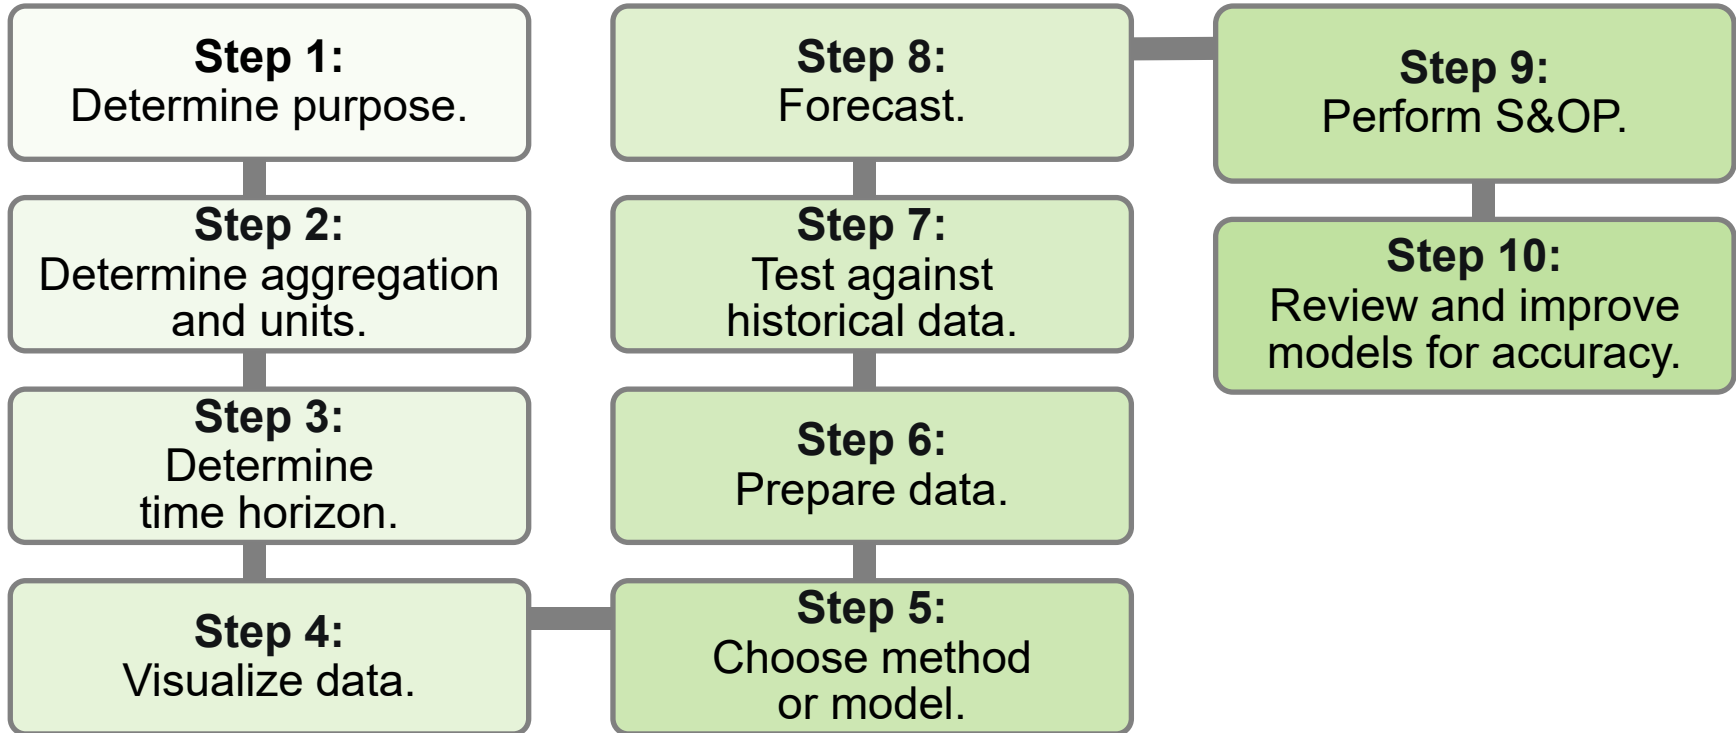 Step 1:
Determine purpose.
Step 2:
Determine aggregation
and units.
Step 3:
Determine
time horizon.
Step 4:
Visualize data.
Step 5:
Choose method
or model.
Step 6:
Prepare data.
Step 7:
Test against
historical data.
Step 8:
Forecast.
Step 9:
Perform S&OP.
Step 10:
Review and improve
models for accuracy.